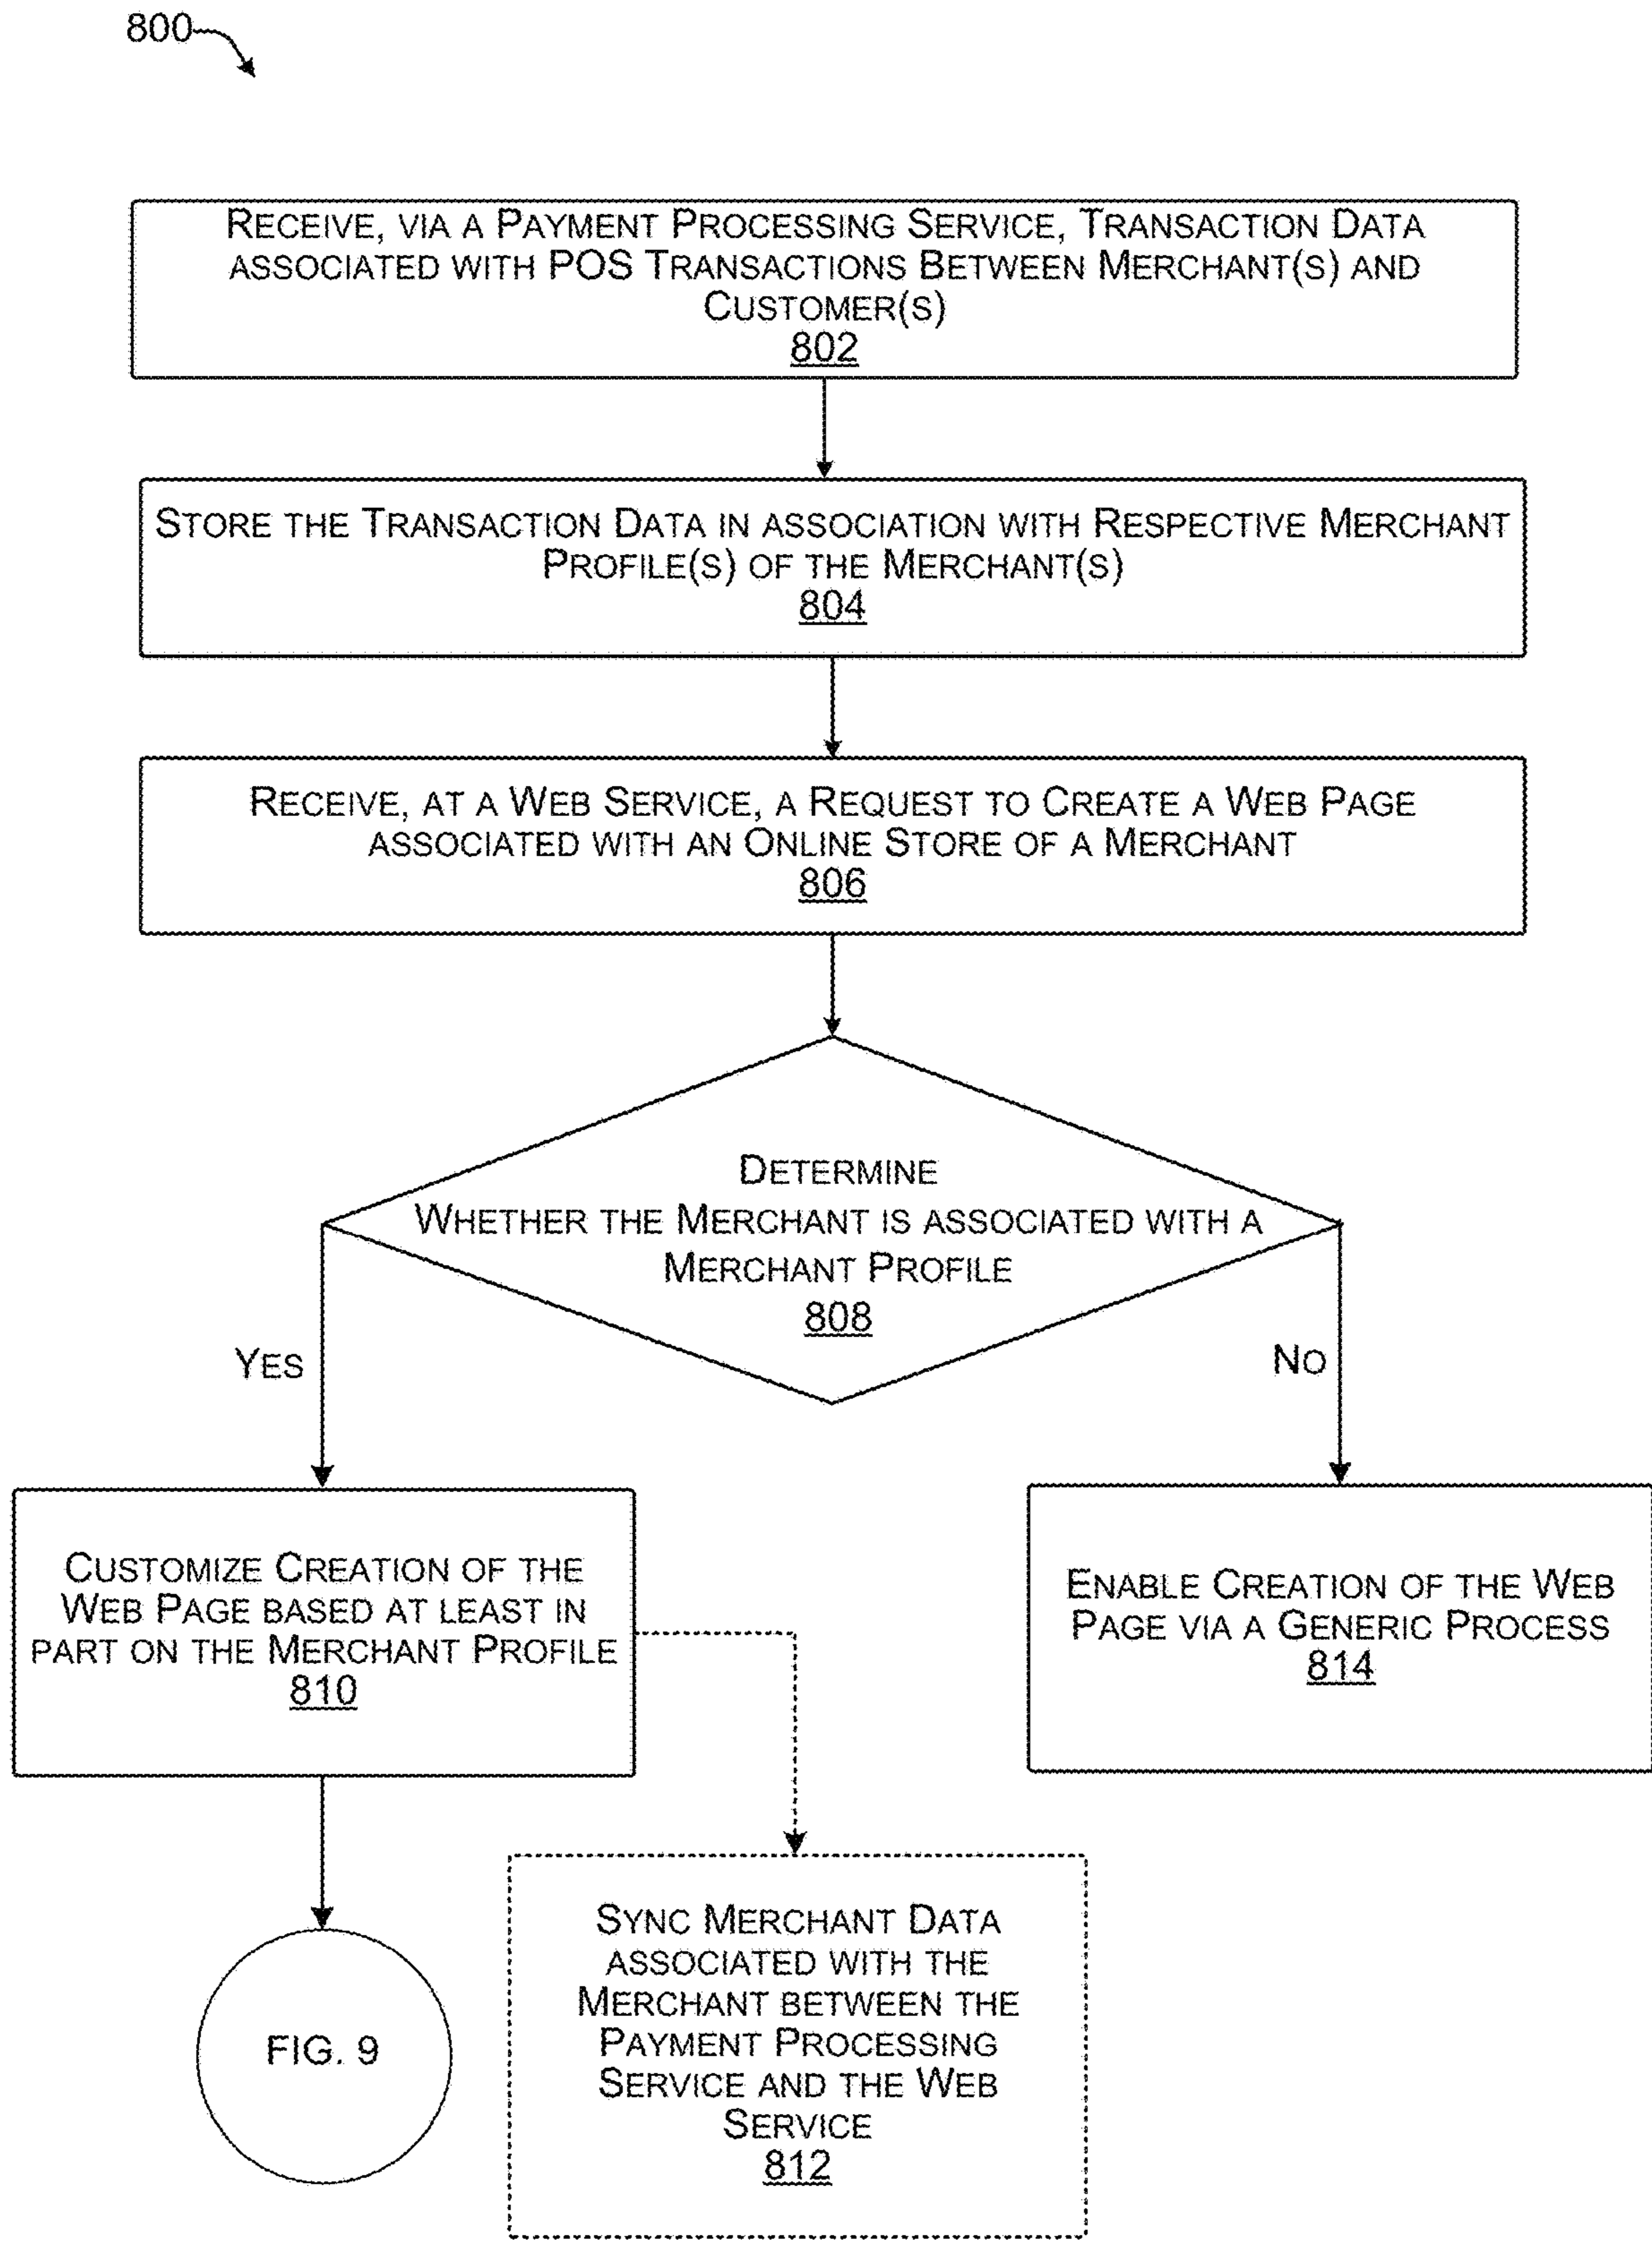 800
RECEIVE, VIA A PAYMENT PROCESSING SERVICE, TRANSACTION DATA
ASSOCIATED WITH POS TRANSACTIONS BETWEEN MERCHANT(S) AND
CUSTOMER(S)
802
STORE THE TRANSACTION DATA IN ASSOCIATION WITH RESPECTIVE MERCHANT
PROFILE(S) OF THE MERCHANT(S)
804
RECEIVE, AT A WEB SERVICE, A REQUEST TO CREATE A WEB PAGE
ASSOCIATED WITH AN ONLINE STORE OF A MERCHANT
806
DETERMINE
WHETHER THE MERCHANT IS ASSOCIATED WITH A
MERCHANT PROFILE
808
YES
NO
CUSTOMIZE CREATION OF THE
WEB PAGE BASED AT LEAST IN
PART ON THE MERCHANT PROFILE
810
ENABLE CREATION OF THE WEB
PAGE VIA A GENERIC PROCESS
814
SYNC MERCHANT DATA
ASSOCIATED WITH THE
MERCHANT BETWEEN THE
PAYMENT PROCESSING
SERVICE AND THE WEB
SERVICE
812
FIG. 9